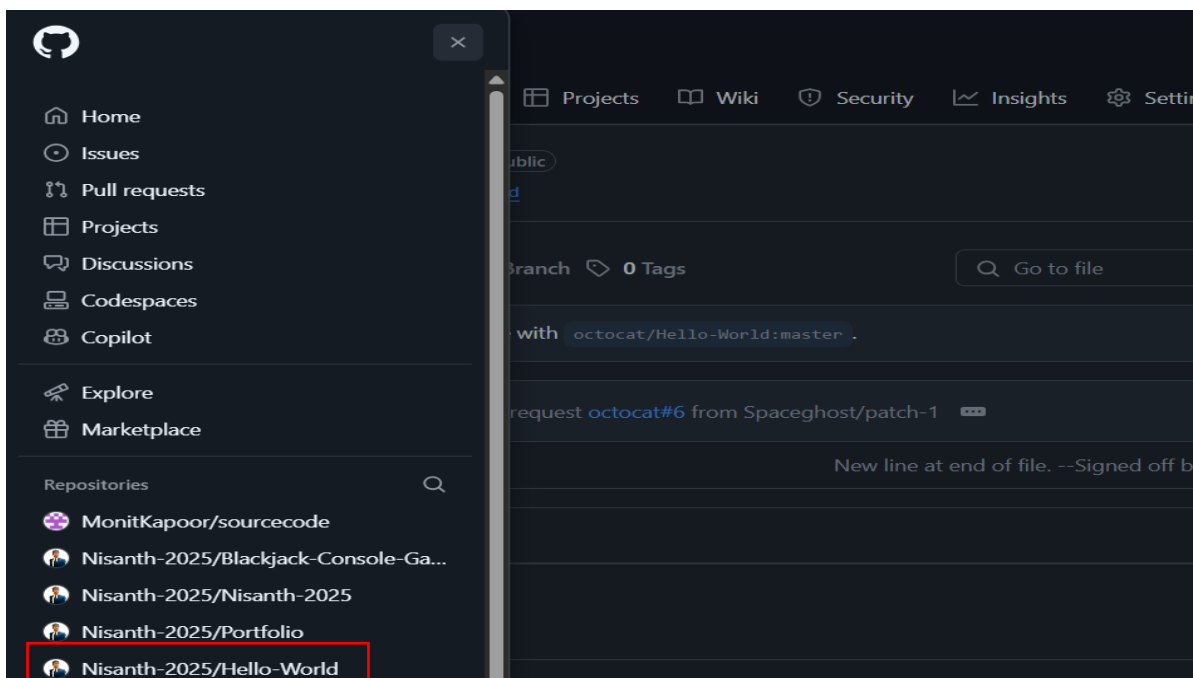 Home
Issues
Pull requests
Projects
Discussions
Codespaces
Copilot
Explore
Marketplace
Repositories
MonitKapoor/sourcecode
Nisanth-2025/Blackjack-Console-Ga...
Nisanth-2025/Nisanth-2025
Nisanth-2025/Portfolio
Nisanth-2025/Hello-World
Projects Wiki Security Insights Settin
ublic
d
Branch 0 Tags Go to file
with octocat/Hello-World:master .
request octocat#6 from Spaceghost/patch-1
New line at end of file. --Signed off b